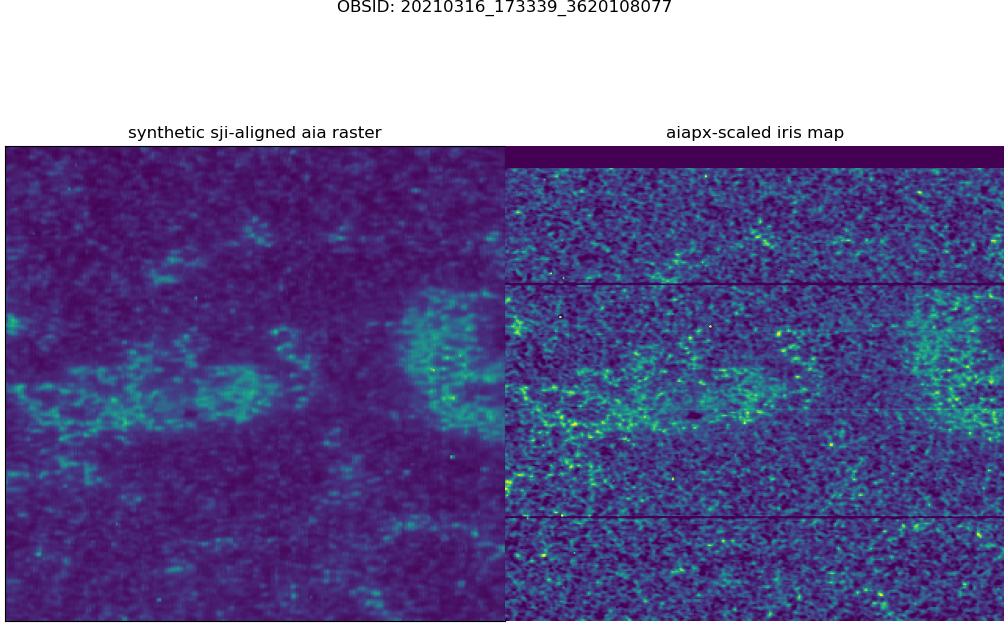 OBSID: 20210316_173339_3620108077
synthetic sji-aligned aia raster
aiapx-scaled iris map